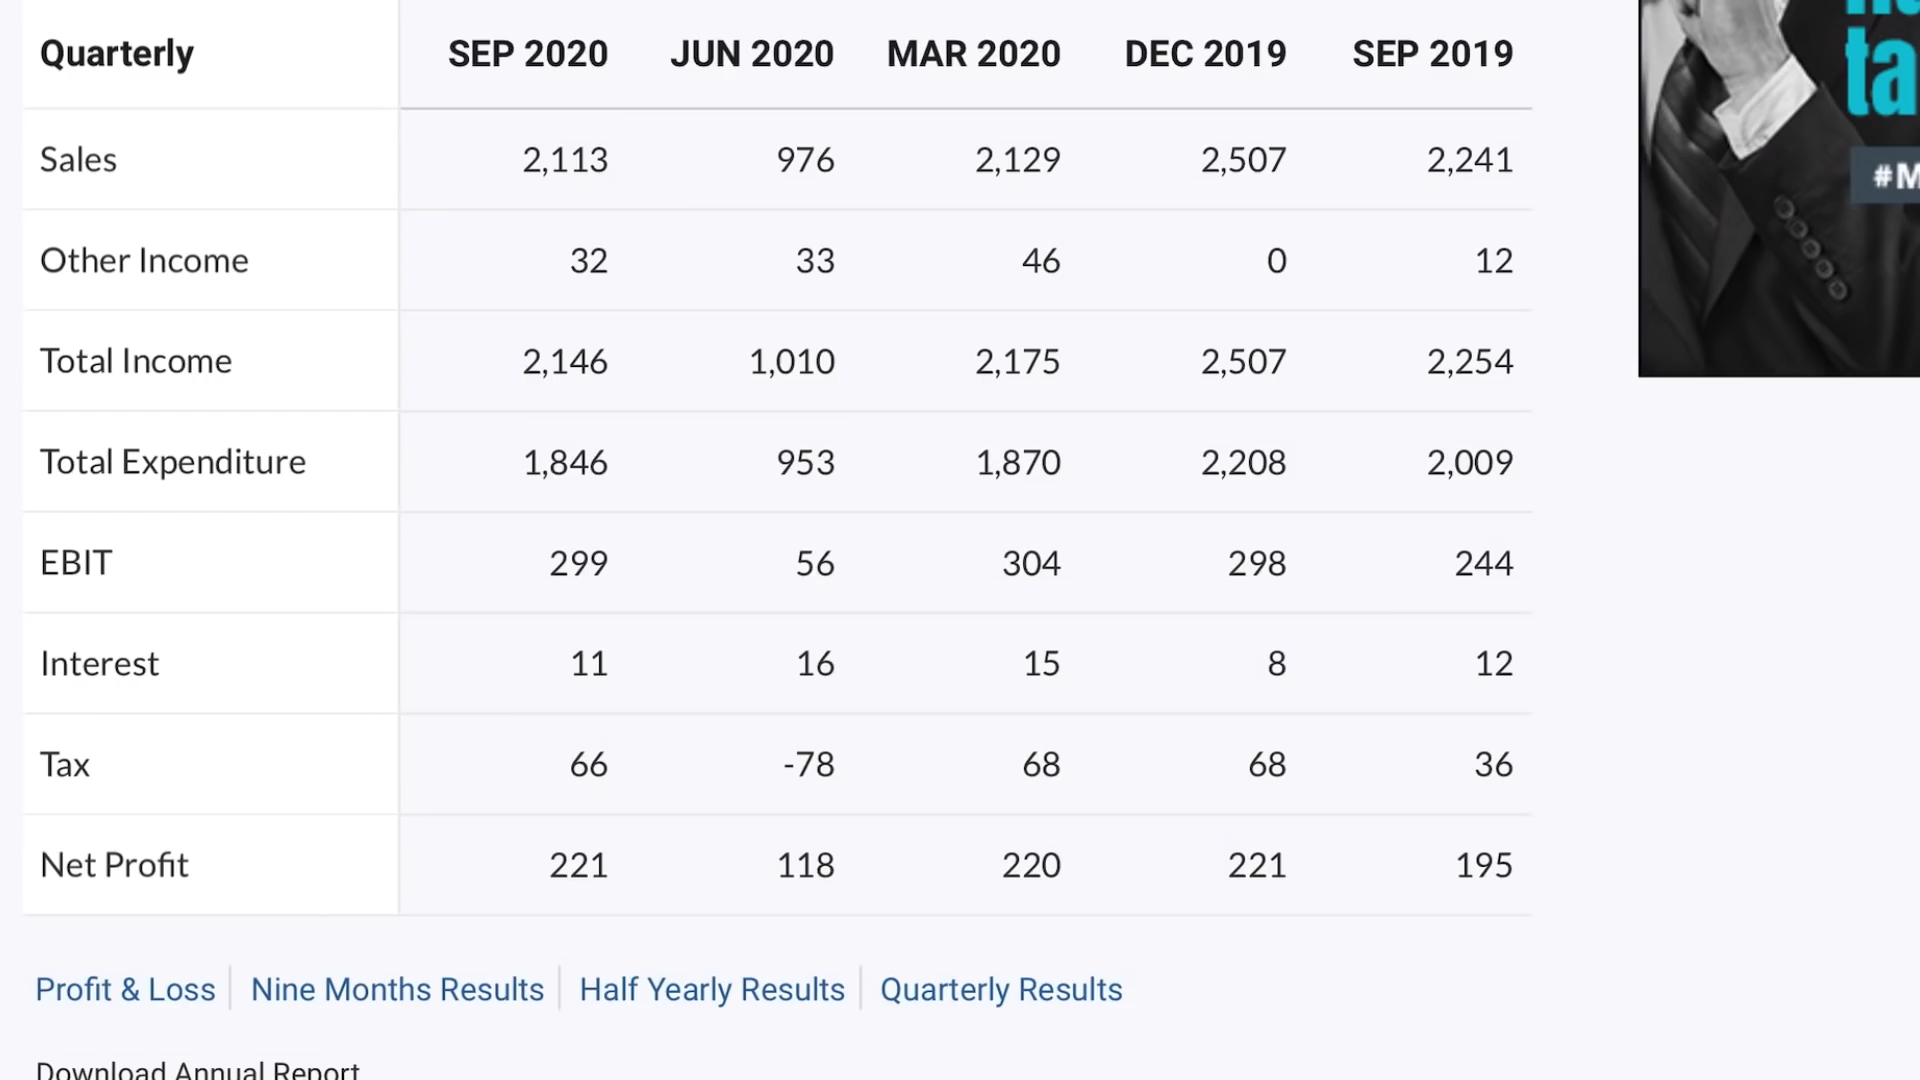 Quarterly SEP 2020 JUN 2020 MAR 2020 DEC 2019 SEP 2019
Sales 2,113 976 2,129 2,507 2,241
Other Income 32 33 46 0 12
Total Income 2,146 1,010 2,175 2,507 2,254
Total Expenditure 1,846 953 1,870 2,208 2,009
EBIT 299 56 304 298 244
Interest 11 16 15 8 12
Tax 66 -78 68 68 36
Net Profit 221 118 220 221 195
Profit & Loss Nine Months Results Half Yearly Results Quarterly Results
Download Annual Report
ta
#M